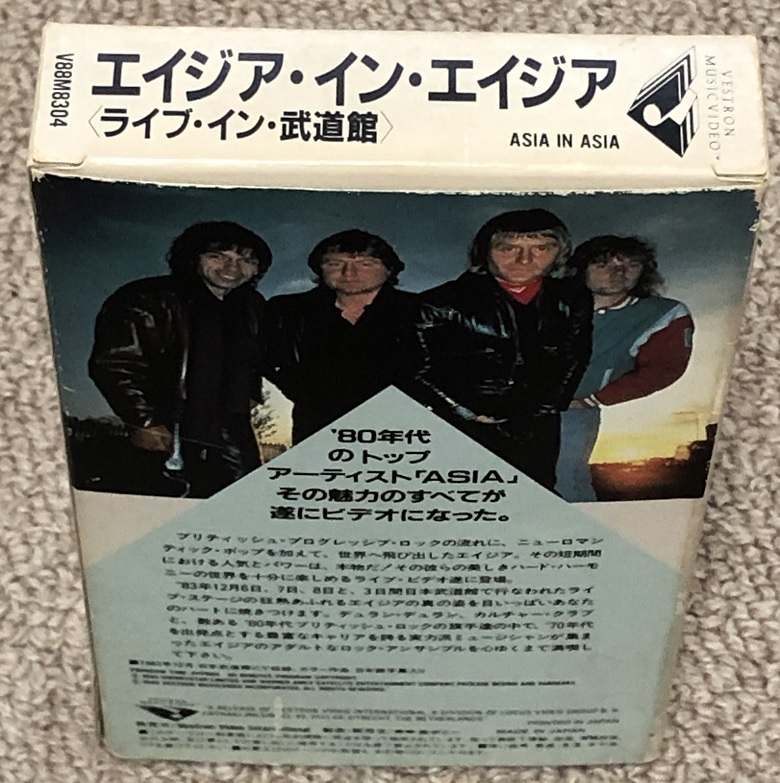 V88M8304
エイジア・イン・エイジア
〈ライブ・イン・武道館〉
ASIA IN ASIA
VESTRON
MUSIC VIDEO™
'80年代
のトップ
アーティスト「ASIA」
その魅力のすべてが
遂にビデオになった。
ブリティッシュ・プログレッシブ・ロックの流れに、ニューロマン
ティック・ポップを加えて、世界へ飛び出したエイジア。その短期間
における人気とパワーは、本物だ!その彼らの美しきハード・ハーモ
ニーの世界を十分に楽しめるライブ・ビデオ遂に登場。
'83年12月6日、7日、8日と、3日間日本武道館で行なわれたライ
ブ・ステージの狂熱あふれるエイジアの真の姿を目いっぱいあなた
のハートに焼きつけます。デュラン・デュラン、カルチャー・クラブ
と、数ある'80年代ブリティッシュ・ロックの旗手達の中で、'70年代
を出発点とする豊富なキャリアを誇る実力派ミュージシャンが集ま
ったエイジアのアダルトなロック・アンサンブルを心ゆくまで満喫し
て下さい。
PRINTED IN JAPAN
MADE IN JAPAN